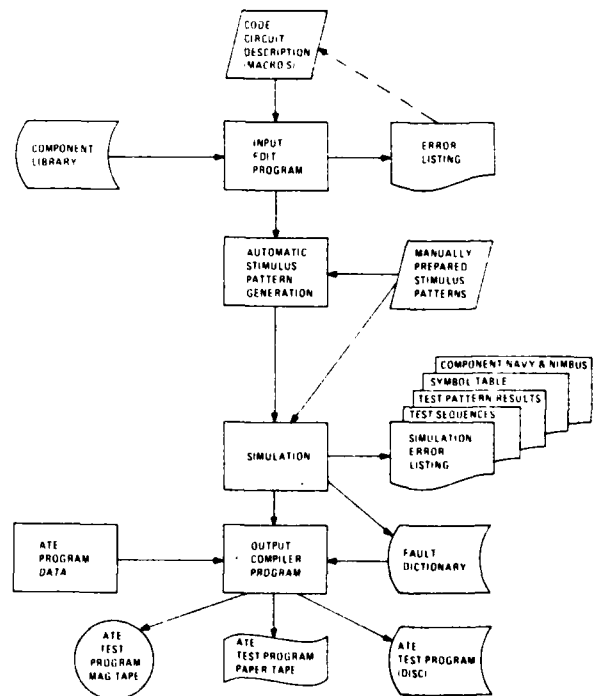 CODE
CIRCUIT
DESCRIPTION
(MACROS)
COMPONENT
LIBRARY
INPUT
EDIT
PROGRAM
ERROR
LISTING
AUTOMATIC
STIMULUS
PATTERN
GENERATION
MANUALLY
PREPARED
STIMULUS
PATTERNS
COMPONENT NAVY & NIMBUS
SYMBOL TABLE
TEST PATTERN RESULTS
TEST SEQUENCES
SIMULATION
ERROR
LISTING
SIMULATION
ATE
PROGRAM
DATA
OUTPUT
COMPILER
PROGRAM
FAULT
DICTIONARY
ATE
TEST
PROGRAM
MAG TAPE
ATE
TEST PROGRAM
PAPER TAPE
ATE
TEST PROGRAM
(DISC)